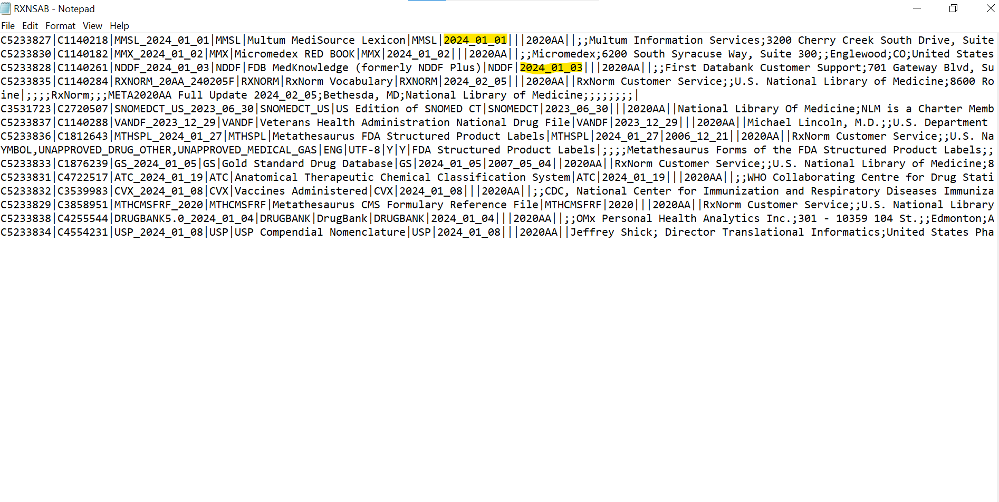 RXNSAB - Notepad
File Edit Format View Help
C5233827|C1140218|MMSL_2024_01_01|MMSL|Multum MediSource Lexicon|MMSL|2024_01_01|||2020AA||;;Multum Information Services;3200 Cherry Creek South Drive, Suite
C5233830|C1140182|MMX_2024_01_02|MMX|Micromedex RED BOOK|MMX|2024_01_02|||2020AA||;;Micromedex;6200 South Syracuse Way, Suite 300;;Englewood;CO;United States
C5233828|C1140261|NDDF_2024_01_03|NDDF|FDB MedKnowledge (formerly NDDF Plus)|NDDF|2024_01_03|||2020AA||;;First Databank Customer Support;701 Gateway Blvd, Su
C5233835|C1140284|RXNORM_20AA_240205F|RXNORM|RxNorm Vocabulary|RXNORM|2024_02_05|||2020AA||RxNorm Customer Service;;U.S. National Library of Medicine;8600 Ro
ine|;;;;RxNorm;;;META2020AA Full Update 2024_02_05;Bethesda, MD;National Library of Medicine;;;;;;;;|
C3531723|C2720507|SNOMEDCT_US_2023_06_30|SNOMEDCT_US|US Edition of SNOMED CT|SNOMEDCT|2023_06_30|||2020AA||National Library Of Medicine;NLM is a Charter Memb
C5233837|C1140288|VANDF_2023_12_29|VANDF|Veterans Health Administration National Drug File|VANDF|2023_12_29|||2020AA||Michael Lincoln, M.D.;;U.S. Department
C5233836|C1812643|MTHSPL_2024_01_27|MTHSPL|Metathesaurus FDA Structured Product Labels|MTHSPL|2024_01_27|2006_12_21||2020AA||RxNorm Customer Service;;U.S. Na
YMBOL,UNAPPROVED_DRUG_OTHER,UNAPPROVED_MEDICAL_GAS|ENG|UTF-8|Y|Y|FDA Structured Product Labels|;;;;Metathesaurus Forms of the FDA Structured Product Labels;;
C5233833|C1876239|GS_2024_01_05|GS|Gold Standard Drug Database|GS|2024_01_05|2007_05_04||2020AA||RxNorm Customer Service;;U.S. National Library of Medicine;8
C5233831|C4722517|ATC_2024_01_19|ATC|Anatomical Therapeutic Chemical Classification System|ATC|2024_01_19|||2020AA||;;WHO Collaborating Centre for Drug Stati
C5233832|C3539983|CVX_2024_01_08|CVX|Vaccines Administered|CVX|2024_01_08|||2020AA||;;CDC, National Center for Immunization and Respiratory Diseases Immuniza
C5233829|C3858951|MTHCMSFRF_2020|MTHCMSFRF|Metathesaurus CMS Formulary Reference File|MTHCMSFRF|2020|||2020AA||RxNorm Customer Service;;U.S. National Library
C5233838|C4255544|DRUGBANK5.0_2024_01_04|DRUGBANK|DrugBank|DRUGBANK|2024_01_04|||2020AA||;;OMx Personal Health Analytics Inc.;301 - 10359 104 St.;;Edmonton;A
C5233834|C4554231|USP_2024_01_08|USP|USP Compendial Nomenclature|USP|2024_01_08|||2020AA||Jeffrey Shick; Director Translational Informatics;United States Pha